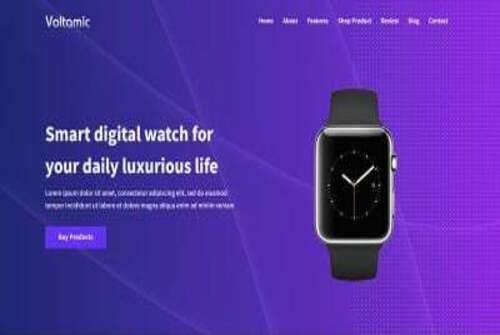 Voltamic
Home About Features Shop Product Review Blog Contact
Smart digital watch for
your daily luxurious life
Lorem ipsum dolor sit amet, consectetur adipiscing elit, sed do eiusmod
tempor incididunt ut labore et dolore magna aliqua enim ad minim veniam
Buy Products